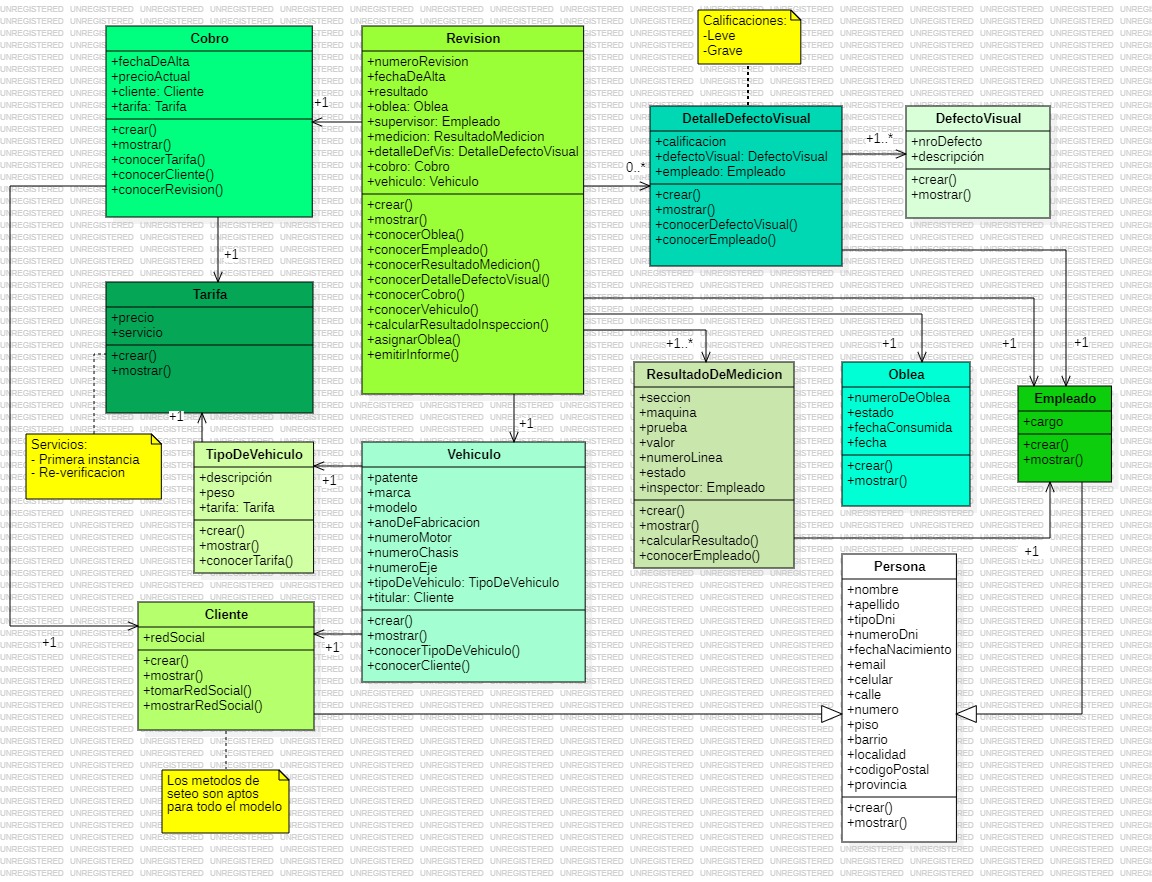 Cobro
+fechaDeAlta
+precioActual
+cliente: Cliente
+tarifa: Tarifa
+crear()
+mostrar()
+conocerTarifa()
+conocerCliente()
+conocerRevision()
+1
Revision
+numeroRevision
+fechaDeAlta
+resultado
+oblea: Oblea
+supervisor: Empleado
+medicion: ResultadoMedicion
+detalleDefVis: DetalleDefectoVisual
+cobro: Cobro
+vehiculo: Vehiculo
+crear()
+mostrar()
+conocerOblea()
+conocerEmpleado()
+conocerResultadoMedicion()
+conocerDetalleDefectoVisual()
+conocerCobro()
+conocerVehiculo()
+calcularResultadoInspeccion()
+asignarOblea()
+emitirInforme()
Calificaciones:
-Leve
-Grave
0..*
DetalleDefectoVisual
+calificacion
+defectoVisual: DefectoVisual
+empleado: Empleado
+crear()
+mostrar()
+conocerDefectoVisual()
+conocerEmpleado()
+1..*
DefectoVisual
+nroDefecto
+descripción
+crear()
+mostrar()
+1
Tarifa
+precio
+servicio
+crear()
+mostrar()
+1
Servicios:
- Primera instancia
- Re-verificacion
TipoDeVehiculo
+descripción
+peso
+tarifa: Tarifa
+crear()
+mostrar()
+conocerTarifa()
+1
+1
Vehiculo
+patente
+marca
+modelo
+anoDeFabricacion
+numeroMotor
+numeroChasis
+numeroEje
+tipoDeVehiculo: TipoDeVehiculo
+titular: Cliente
+crear()
+mostrar()
+conocerTipoDeVehiculo()
+conocerCliente()
+1..*
ResultadoDeMedicion
+seccion
+maquina
+prueba
+valor
+numeroLinea
+estado
+inspector: Empleado
+crear()
+mostrar()
+calcularResultado()
+conocerEmpleado()
+1
Oblea
+numeroDeOblea
+estado
+fechaConsumida
+fecha
+crear()
+mostrar()
+1
+1
Empleado
+cargo
+crear()
+mostrar()
+1
+1
+1
Cliente
+redSocial
+crear()
+mostrar()
+tomarRedSocial()
+mostrarRedSocial()
Los metodos de
seteo son aptos
para todo el modelo
Persona
+nombre
+apellido
+tipoDni
+numeroDni
+fechaNacimiento
+email
+celular
+calle
+numero
+piso
+barrio
+localidad
+codigoPostal
+provincia
+crear()
+mostrar()
UNREGISTERED